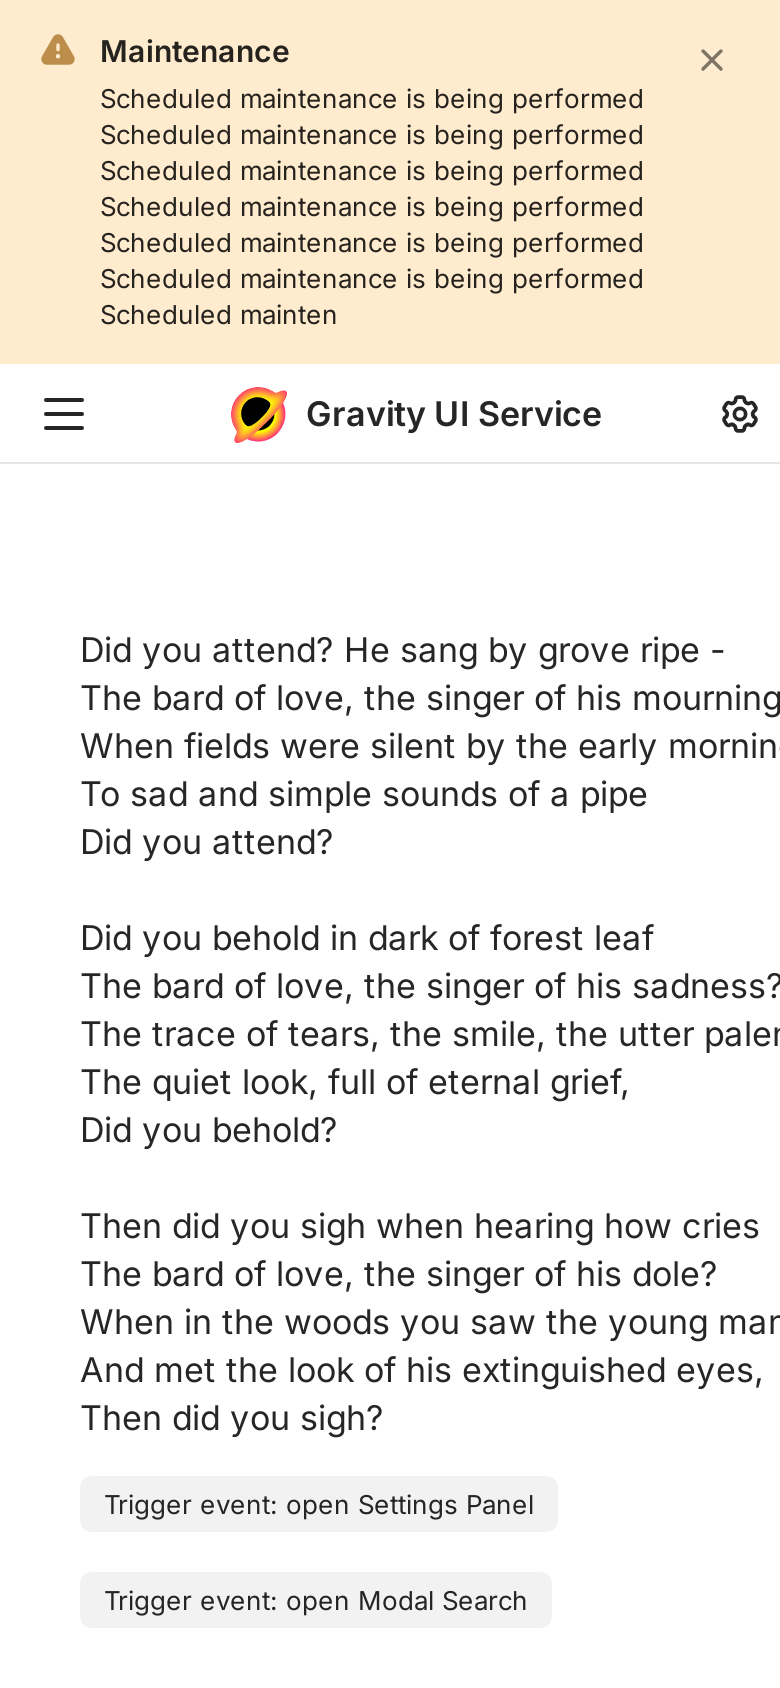 Maintenance
Scheduled maintenance is being performed
Scheduled maintenance is being performed
Scheduled maintenance is being performed
Scheduled maintenance is being performed
Scheduled maintenance is being performed
Scheduled maintenance is being performed
Scheduled mainten
Gravity UI Service
Did you attend? He sang by grove ripe -
The bard of love, the singer of his mourning
When fields were silent by the early
To sad and simple sounds of a pipe
Did you attend?
Did you behold in dark of forest leaf
The bard of love, the singer of his sadness?
The trace of tears, the smile, the utter
The quiet look, full of eternal grief,
Did you behold?
Then did you sigh when hearing how cries
The bard of love, the singer of his dole?
When in the woods you saw the young
And met the look of his extinguished eyes,
Then did you sigh?
Trigger event: open Settings Panel
Trigger event: open Modal Search